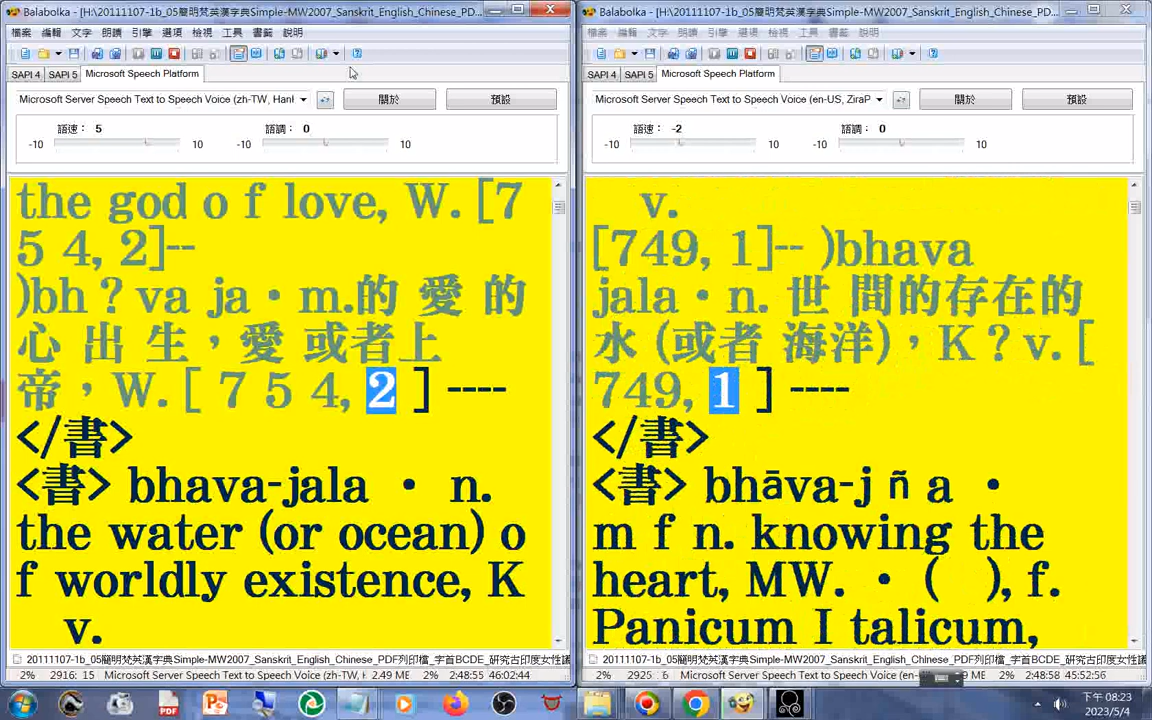 Balabolka - [H:\20111107-1b_05簡明梵英漢字典Simple-MW2007_Sanskrit_English_Chinese_PD...
檔案 編輯 文字 朗讀 引擎 選項 檢視 工具 書籤 說明
SAPI 4 SAPI 5 Microsoft Speech Platform
Microsoft Server Speech Text to Speech Voice (zh-TW, Hanl 關於 預設
語速： 5 語調： 0
-10 10 -10 10
the god o f love, W. [7
5 4, 2]--
)bh？va ja・m.的 愛 的
心 出 生，愛 或者上
帝，W. [ 7 5 4, 2 ] ----
</書>
<書> bhava-jala ・ n.
the water (or ocean) o
f worldly existence, K
v.
20111107-1b_05簡明梵英漢字典Simple-MW2007_Sanskrit_English_Chinese_PDF列印檔_字首BCDE_研究古印度女性議
2% 2916: 15 Microsoft Server Speech Text to Speech Voice (zh-TW, H 2.49 ME 2% 2:48:55 46:02:44
Balabolka - [H:\20111107-1b_05簡明梵英漢字典Simple-MW2007_Sanskrit_English_Chinese_PD...
檔案 編輯 文字 朗讀 引擎 選項 檢視 工具 書籤 說明
SAPI 4 SAPI 5 Microsoft Speech Platform
Microsoft Server Speech Text to Speech Voice (en-US, ZiraP 關於 預設
語速： -2 語調： 0
-10 10 -10 10
v.
[749, 1]-- )bhava
jala・n. 世 間的存在的
水 (或者 海洋)，K？v. [
749, 1 ] ----
</書>
<書> bhāva-j ñ a ・
m f n. knowing the
heart, MW. ・ ( ), f.
Panicum I talicum,
20111107-1b_05簡明梵英漢字典Simple-MW2007_Sanskrit_English_Chinese_PDF列印檔_字首BCDE_研究古印度女性議
2% 2925 6 Microsoft Server Speech Text to Speech Voice (en-US, ME 2% 2:48:58 45:52:56
下午 08:23
2023/5/4